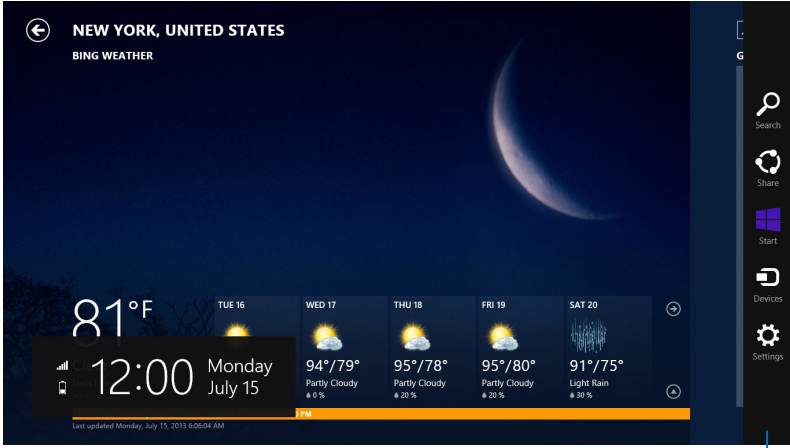 NEW YORK, UNITED STATES
BING WEATHER
G
Search
Share
Start
Devices
Settings
81°F
TUE 16
WED 17
THU 18
FRI 19
SAT 20
94°/79°
95°/78°
95°/80°
91°/75°
Partly Cloudy
Partly Cloudy
Partly Cloudy
Light Rain
0 %
20 %
20 %
30 %
12:00
Monday
July 15
PM
Last updated Monday, July 15, 2013 6:06:04 AM